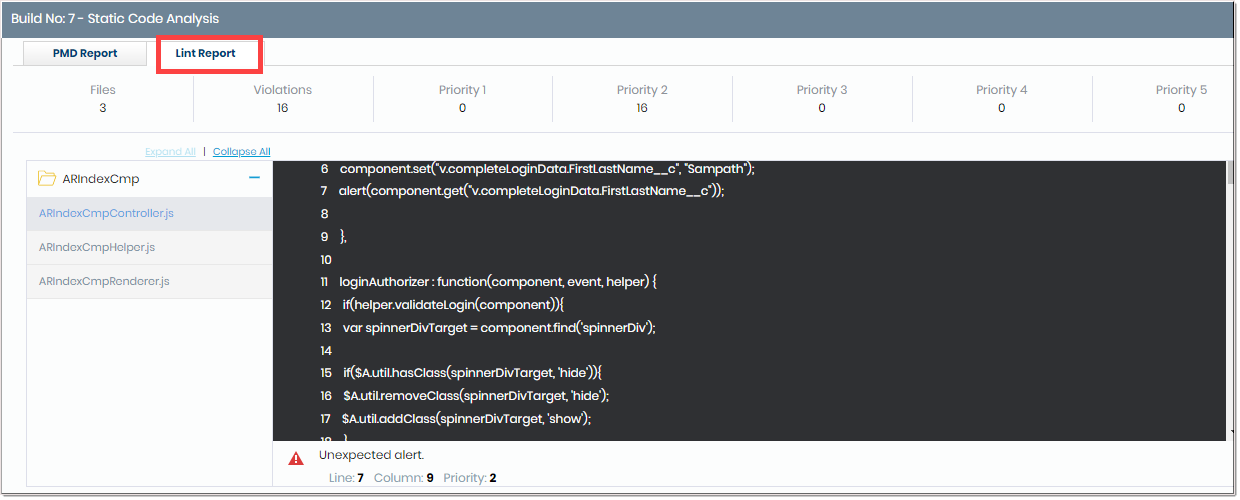 Build No: 7 - Static Code Analysis
PMD Report Lint Report
Files Violations Priority 1 Priority 2 Priority 3 Priority 4 Priority 5
3 16 0 16 0 0 0
Expand All | Collapse All
ARIndexCmp
ARIndexCmpController.js
ARIndexCmpHelper.js
ARIndexCmpRenderer.js
6 component.set("v.completeLoginData.FirstLastName__c", "Sampath");
7 alert(component.get("v.completeLoginData.FirstLastName__c"));
8
9 },
10
11 loginAuthorizer : function(component, event, helper) {
12 if(helper.validateLogin(component)){
13 var spinnerDivTarget = component.find('spinnerDiv');
14
15 if($A.util.hasClass(spinnerDivTarget, 'hide')){
16 $A.util.removeClass(spinnerDivTarget, 'hide');
17 $A.util.addClass(spinnerDivTarget, 'show');
18 }
Unexpected alert.
Line: 7 Column: 9 Priority: 2